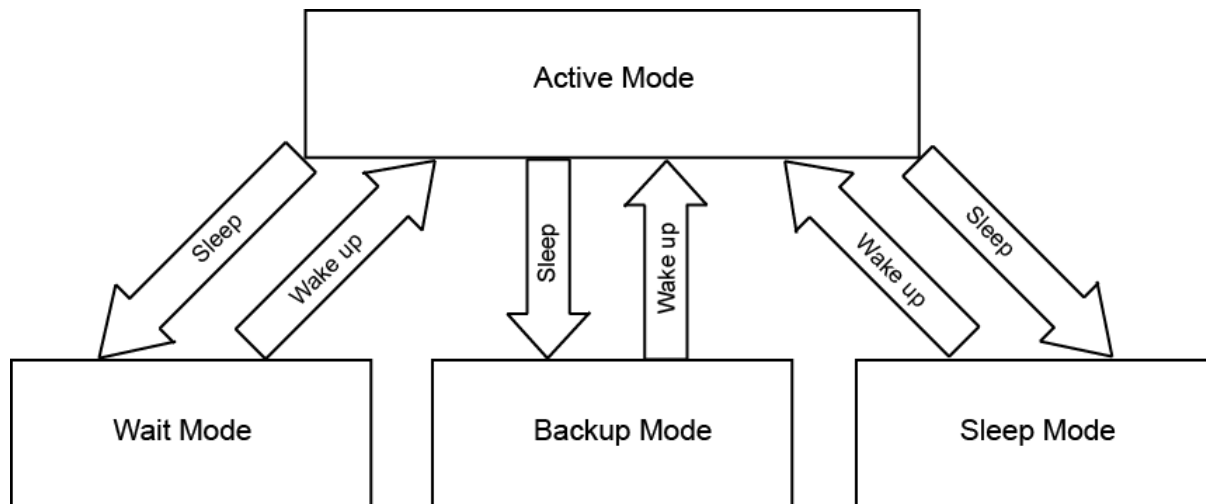 Active Mode
Sleep
Wake up
Sleep
Wake up
Wake up
Sleep
Wait Mode
Backup Mode
Sleep Mode